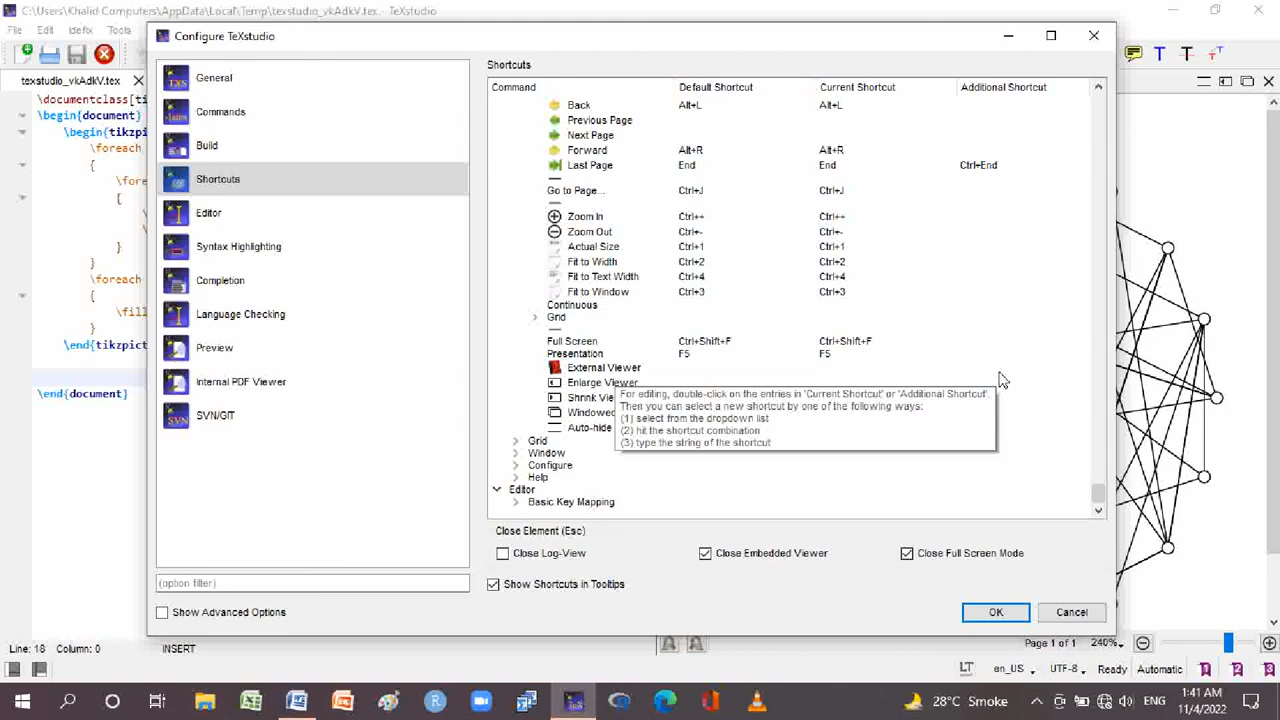 C:\Users\Khalid Computers\AppData\Local\Temp\texstudio_vkAdkV.tex - TeXstudio
File Edit Idefix Tools
texstudio_vkAdkV.tex
\documentclass[ti
\begin{document}
\begin{tikzpi
\foreach
{
\fore
{
\
\
}
}
\foreach
{
\fill
}
\end{tikzpict
\end{document}
Configure TeXstudio
General
Commands
Build
Shortcuts
Editor
Syntax Highlighting
Completion
Language Checking
Preview
Internal PDF Viewer
SVN/GIT
(option filter)
Show Advanced Options
Shortcuts
Command Default Shortcut Current Shortcut Additional Shortcut
Back Alt+L Alt+L
Previous Page
Next Page
Forward Alt+R Alt+R
Last Page End End Ctrl+End
Go to Page... Ctrl+J Ctrl+J
Zoom In Ctrl++ Ctrl++
Zoom Out Ctrl+- Ctrl+-
Actual Size Ctrl+1 Ctrl+1
Fit to Width Ctrl+2 Ctrl+2
Fit to Text Width Ctrl+4 Ctrl+4
Fit to Window Ctrl+3 Ctrl+3
Continuous
Grid
Full Screen Ctrl+Shift+F Ctrl+Shift+F
Presentation F5 F5
External Viewer
Enlarge Viewer
Shrink Vie
Windowed
Auto-hide
For editing, double-click on the entries in 'Current Shortcut' or 'Additional Shortcut'.
Then you can select a new shortcut by one of the following ways:
(1) select from the dropdown list
(2) hit the shortcut combination
(3) type the string of the shortcut
Grid
Window
Configure
Help
Editor
Basic Key Mapping
Close Element (Esc)
Close Log-View Close Embedded Viewer Close Full Screen Mode
Show Shortcuts in Tooltips
OK Cancel
Line: 18 Column: 0 INSERT
Page 1 of 1 240%
LT en_US UTF-8 Ready Automatic 1 2 3
28°C Smoke ENG
1:41 AM
11/4/2022